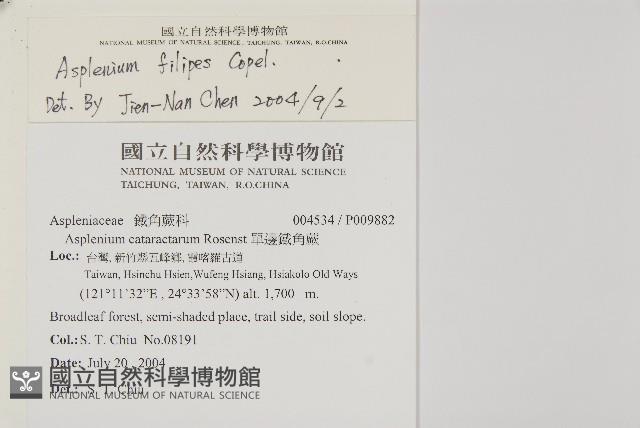 國立自然科學博物館
NATIONAL MUSEUM OF NATURAL SCIENCE, TAICHUNG, TAIWAN, R.O.CHINA
Asplenium filipes Copel.
Det. By Jien-Nan Chen 2004/9/2
國立自然科學博物館
NATIONAL MUSEUM OF NATURAL SCIENCE
TAICHUNG, TAIWAN, R.O.CHINA
Aspleniaceae 鐵角蕨科 004534 / P009882
Asplenium cataractarum Rosenst 單邊鐵角蕨
Loc.: 台灣, 新竹縣五峰鄉, 霞喀羅古道
Taiwan, Hsinchu Hsien,Wufeng Hsiang, Hsiakolo Old Ways
(121°11'32"E , 24°33'58"N) alt. 1,700 m.
Broadleaf forest, semi-shaded place, trail side, soil slope.
Col.: S. T. Chiu No.08191
Date: July 20, 2004
Det.: S. T. Chiu
國立自然科學博物館
NATIONAL MUSEUM OF NATURAL SCIENCE